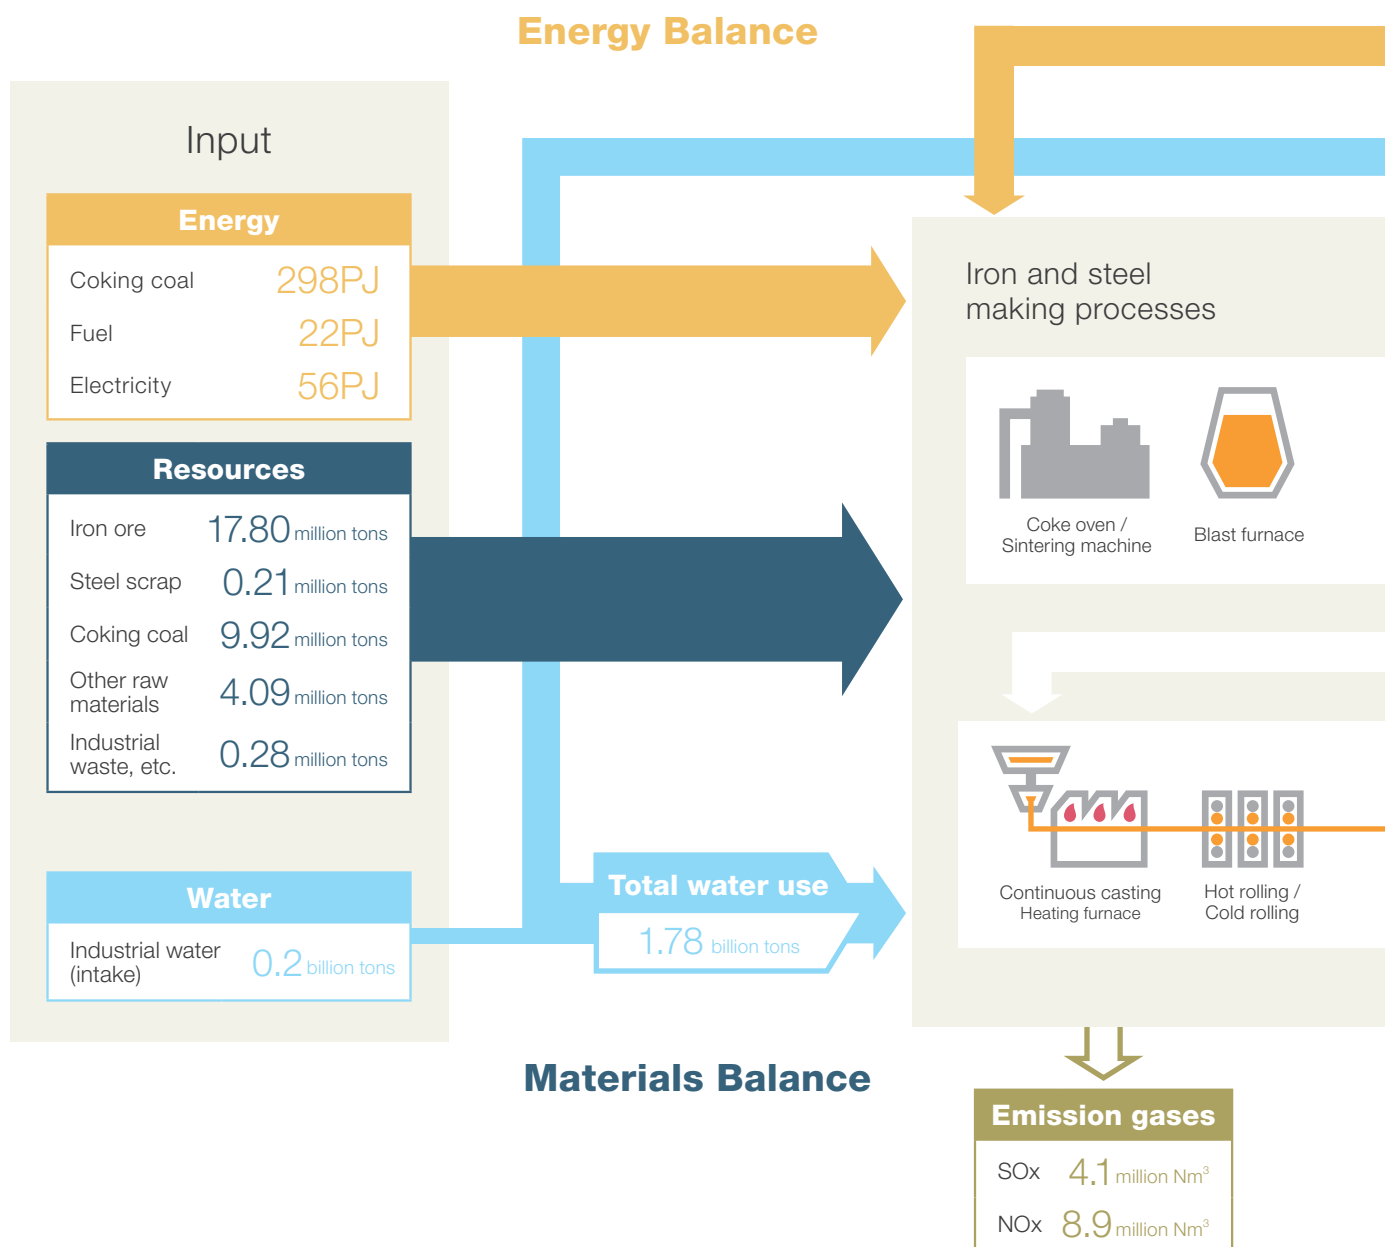 Energy Balance
Input
Energy
Coking coal 298PJ
Fuel 22PJ
Electricity 56PJ
Resources
Iron ore 17.80 million tons
Steel scrap 0.21 million tons
Coking coal 9.92 million tons
Other raw
materials 4.09 million tons
Industrial
waste, etc. 0.28 million tons
Water
Industrial water
(intake) 0.2 billion tons
Total water use
1.78 billion tons
Materials Balance
Iron and steel
making processes
Coke oven /
Sintering machine
Blast furnace
Continuous casting
Heating furnace
Hot rolling /
Cold rolling
Emission gases
SOx 4.1 million Nm³
NOx 8.9 million Nm³